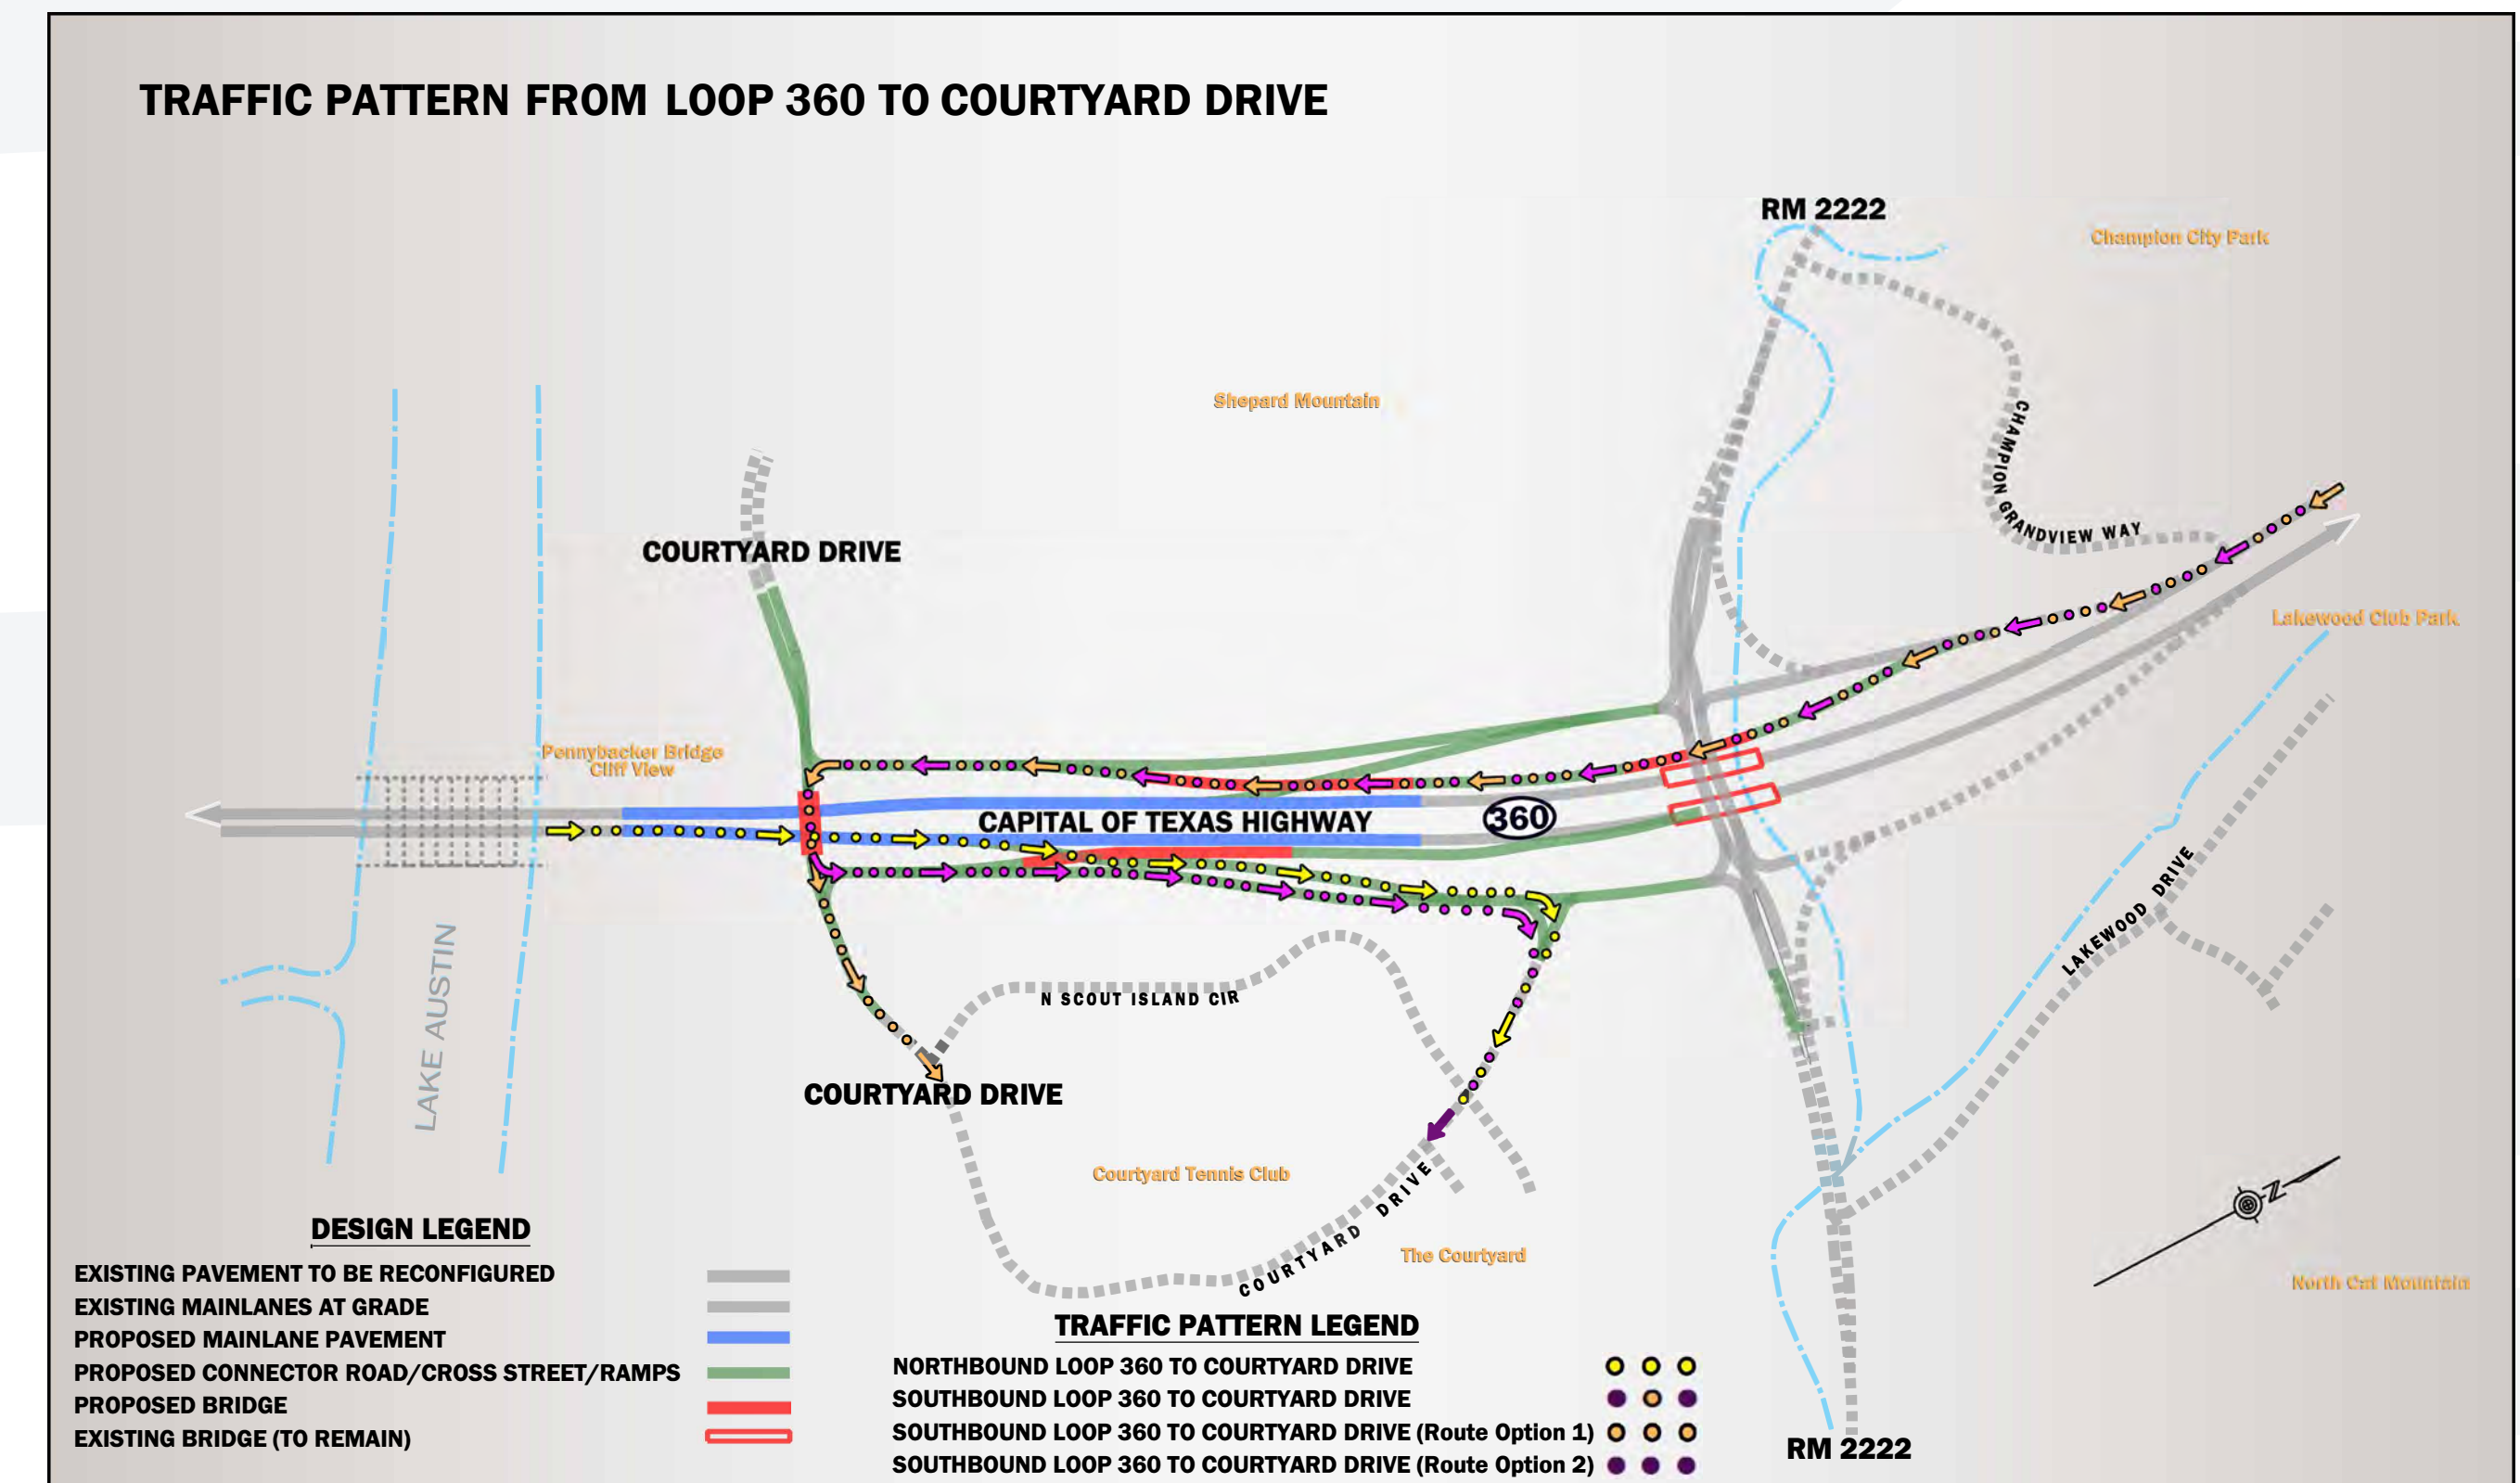 TRAFFIC PATTERN FROM LOOP 360 TO COURTYARD DRIVE
RM 2222
Champion City Park
Shepard Mountain
CHAMPION GRANDVIEW WAY
COURTYARD DRIVE
Lakewood Club Park
Pennybacker Bridge
Cliff View
CAPITAL OF TEXAS HIGHWAY
360
LAKEWOOD DRIVE
LAKE AUSTIN
N SCOUT ISLAND CIR
COURTYARD DRIVE
Courtyard Tennis Club
COURTYARD DRIVE
The Courtyard
N
North Cat Mountain
DESIGN LEGEND
EXISTING PAVEMENT TO BE RECONFIGURED
EXISTING MAINLANES AT GRADE
PROPOSED MAINLANE PAVEMENT
PROPOSED CONNECTOR ROAD/CROSS STREET/RAMPS
PROPOSED BRIDGE
EXISTING BRIDGE (TO REMAIN)
TRAFFIC PATTERN LEGEND
NORTHBOUND LOOP 360 TO COURTYARD DRIVE
SOUTHBOUND LOOP 360 TO COURTYARD DRIVE
SOUTHBOUND LOOP 360 TO COURTYARD DRIVE (Route Option 1)
SOUTHBOUND LOOP 360 TO COURTYARD DRIVE (Route Option 2)
RM 2222